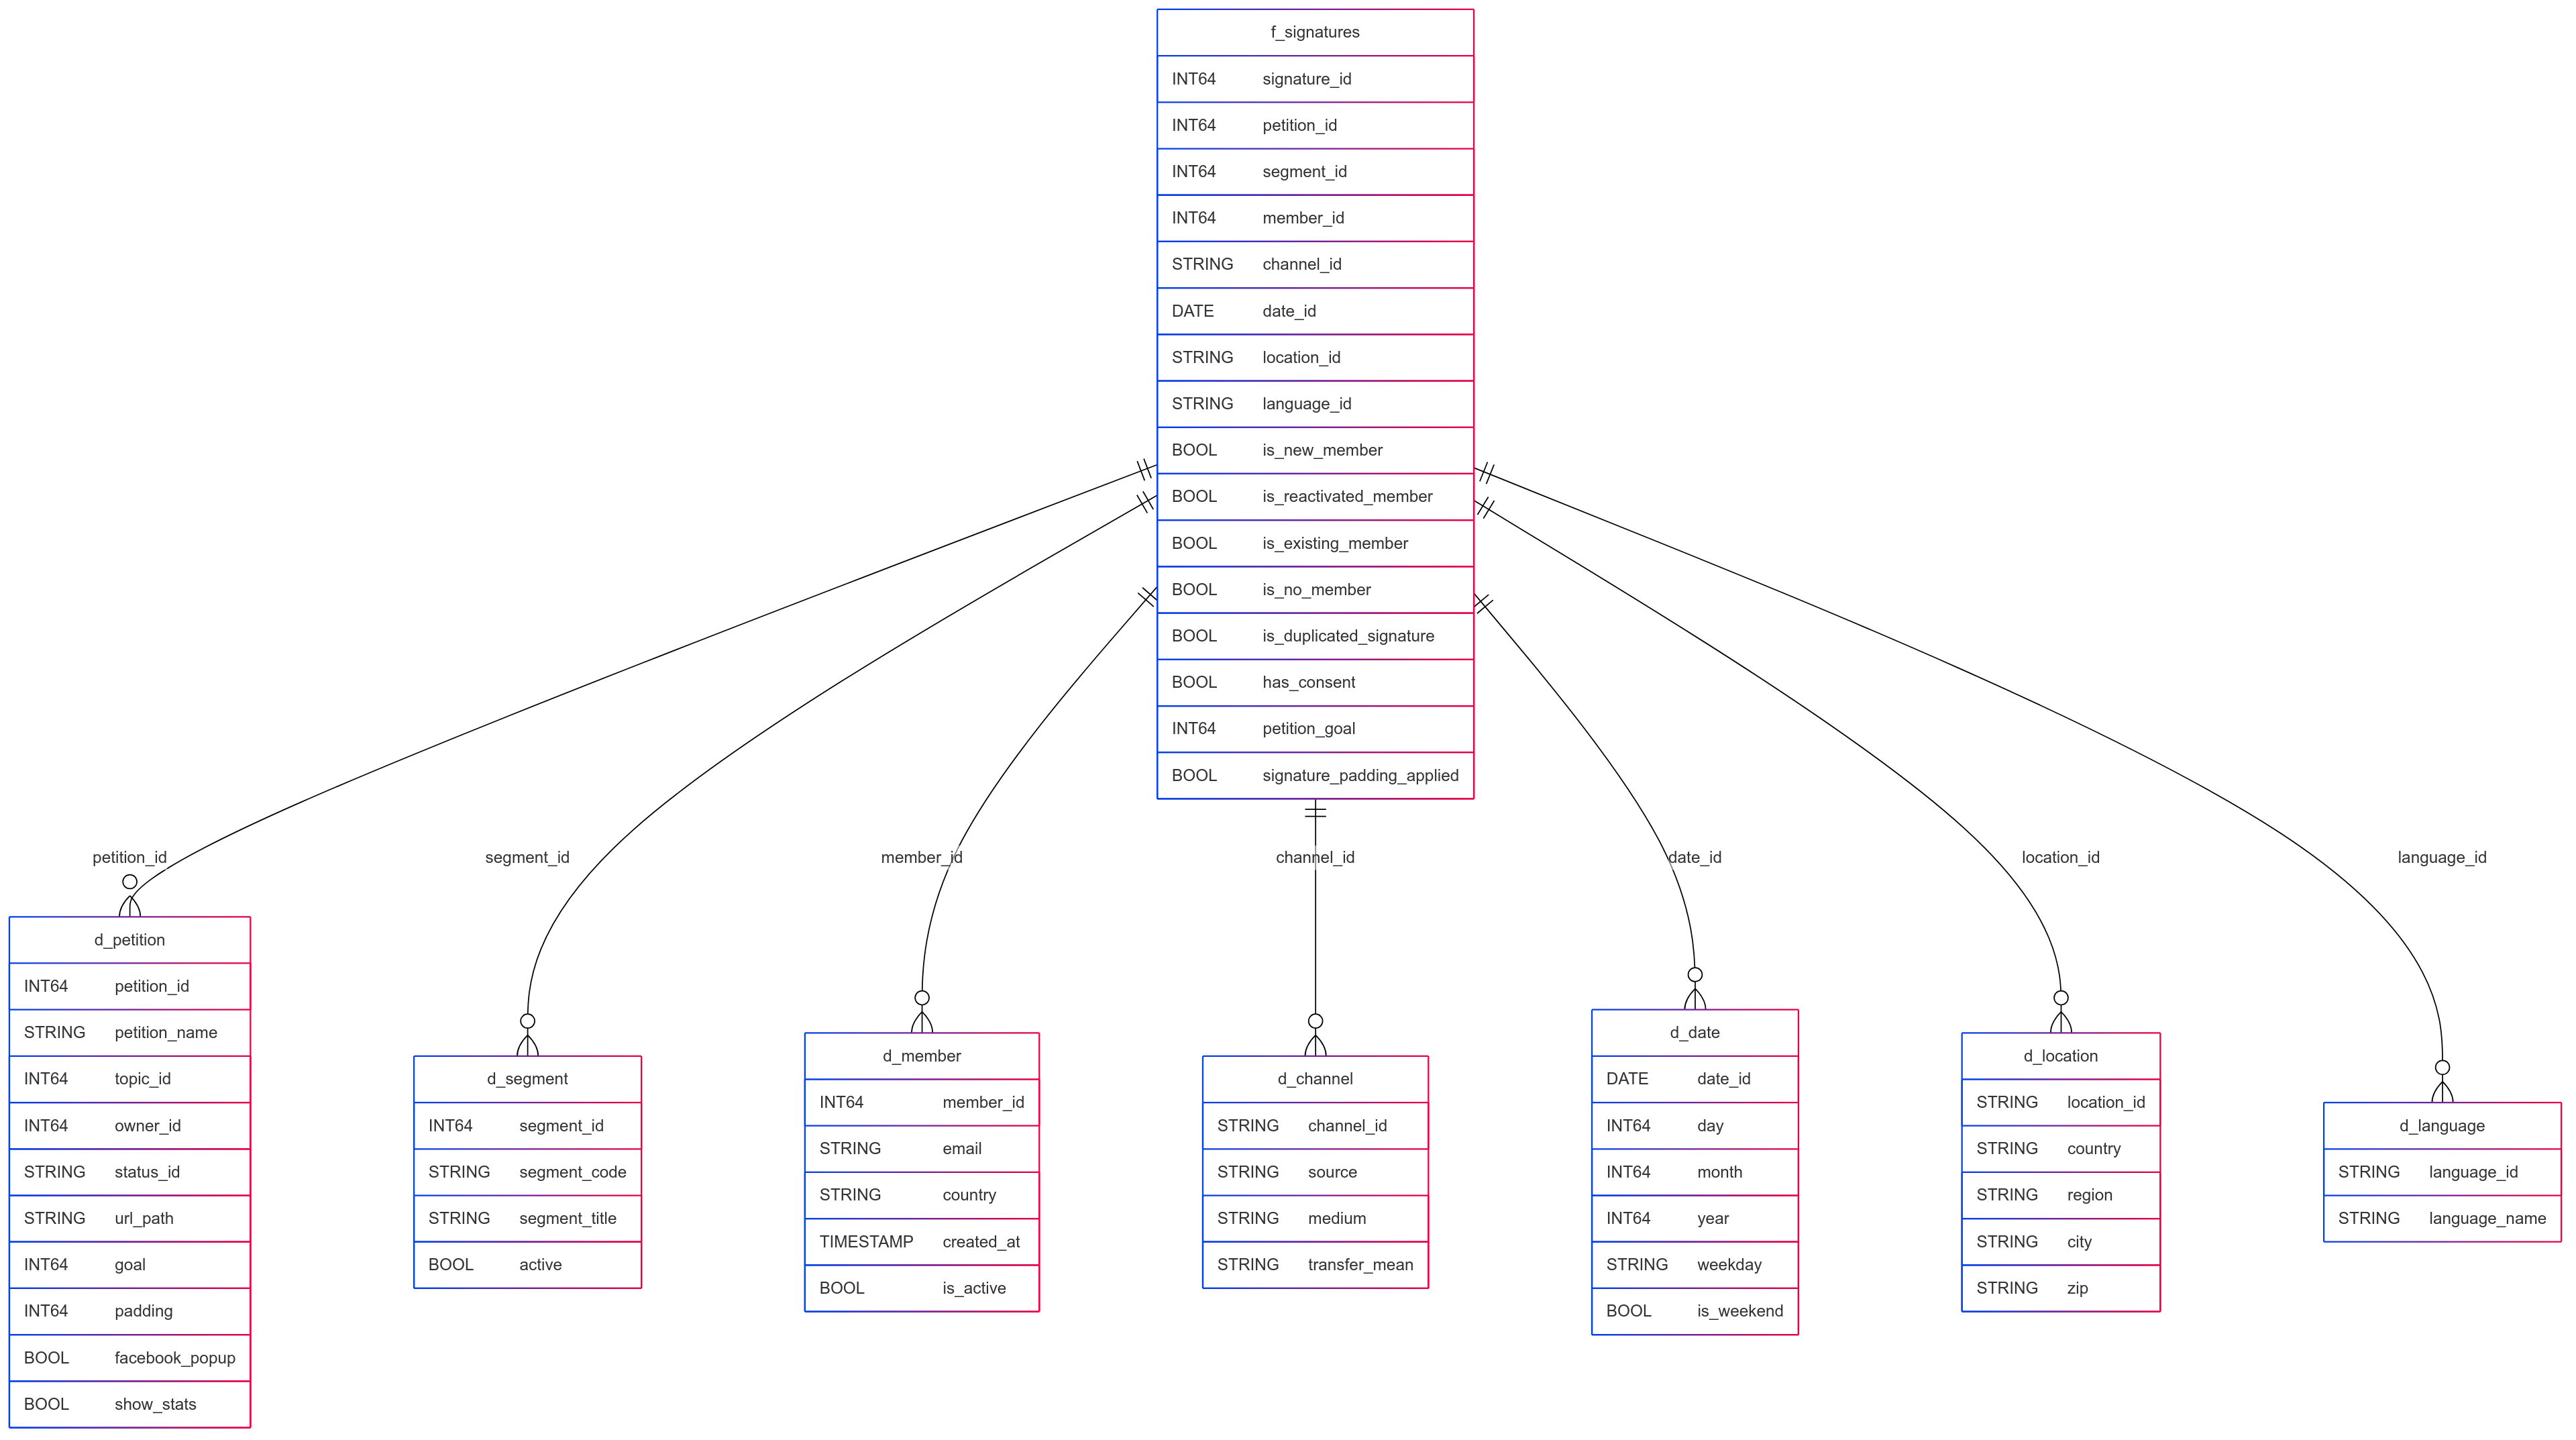 f_signatures
INT64 signature_id
INT64 petition_id
INT64 segment_id
INT64 member_id
STRING channel_id
DATE date_id
STRING location_id
STRING language_id
BOOL is_new_member
BOOL is_reactivated_member
BOOL is_existing_member
BOOL is_no_member
BOOL is_duplicated_signature
BOOL has_consent
INT64 petition_goal
BOOL signature_padding_applied
petition_id
segment_id
member_id
channel_id
date_id
location_id
language_id
d_petition
INT64 petition_id
STRING petition_name
INT64 topic_id
INT64 owner_id
STRING status_id
STRING url_path
INT64 goal
INT64 padding
BOOL facebook_popup
BOOL show_stats
d_segment
INT64 segment_id
STRING segment_code
STRING segment_title
BOOL active
d_member
INT64 member_id
STRING email
STRING country
TIMESTAMP created_at
BOOL is_active
d_channel
STRING channel_id
STRING source
STRING medium
STRING transfer_mean
d_date
DATE date_id
INT64 day
INT64 month
INT64 year
STRING weekday
BOOL is_weekend
d_location
STRING location_id
STRING country
STRING region
STRING city
STRING zip
d_language
STRING language_id
STRING language_name